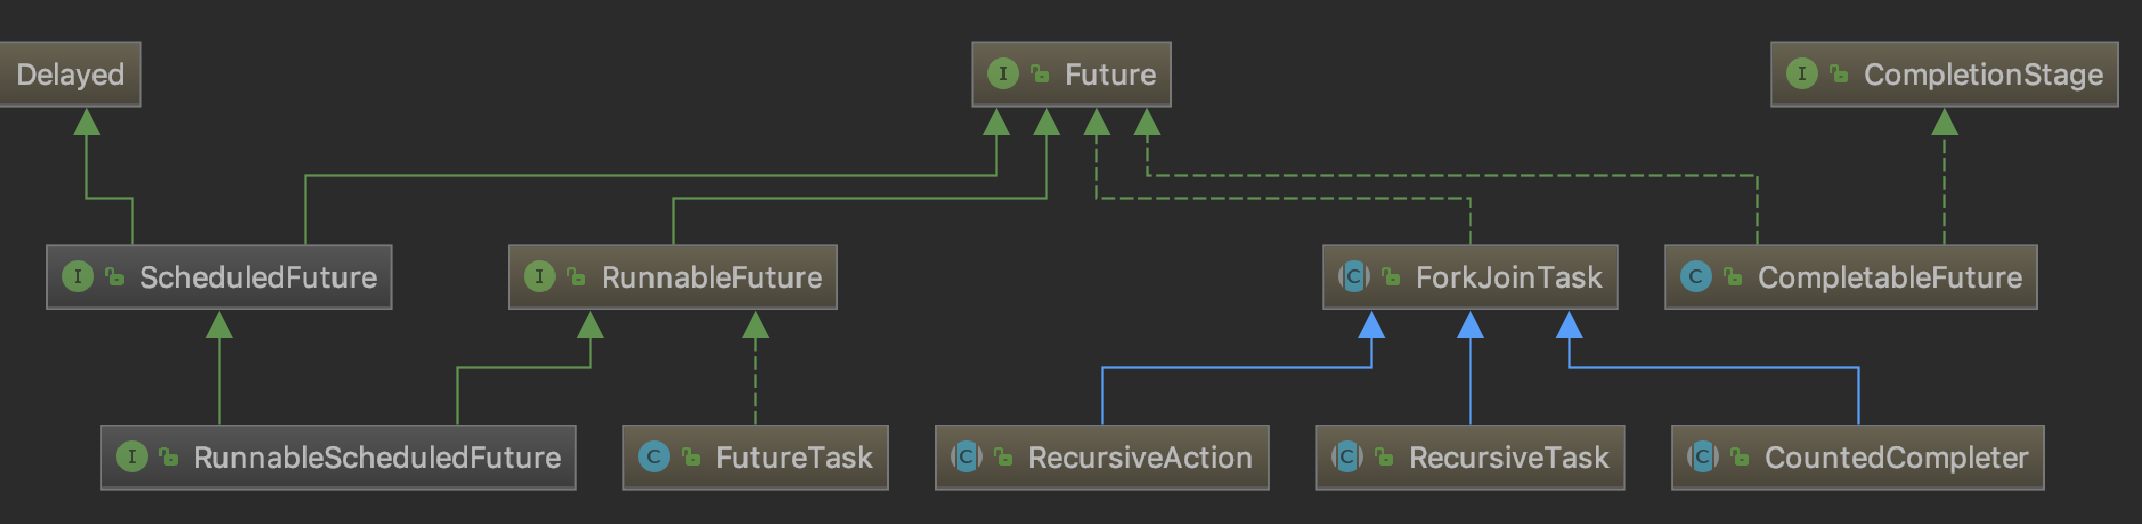 Delayed
I Future
I CompletionStage
I ScheduledFuture
I RunnableFuture
C ForkJoinTask
C CompletableFuture
I RunnableScheduledFuture
C FutureTask
C RecursiveAction
C RecursiveTask
C CountedCompleter